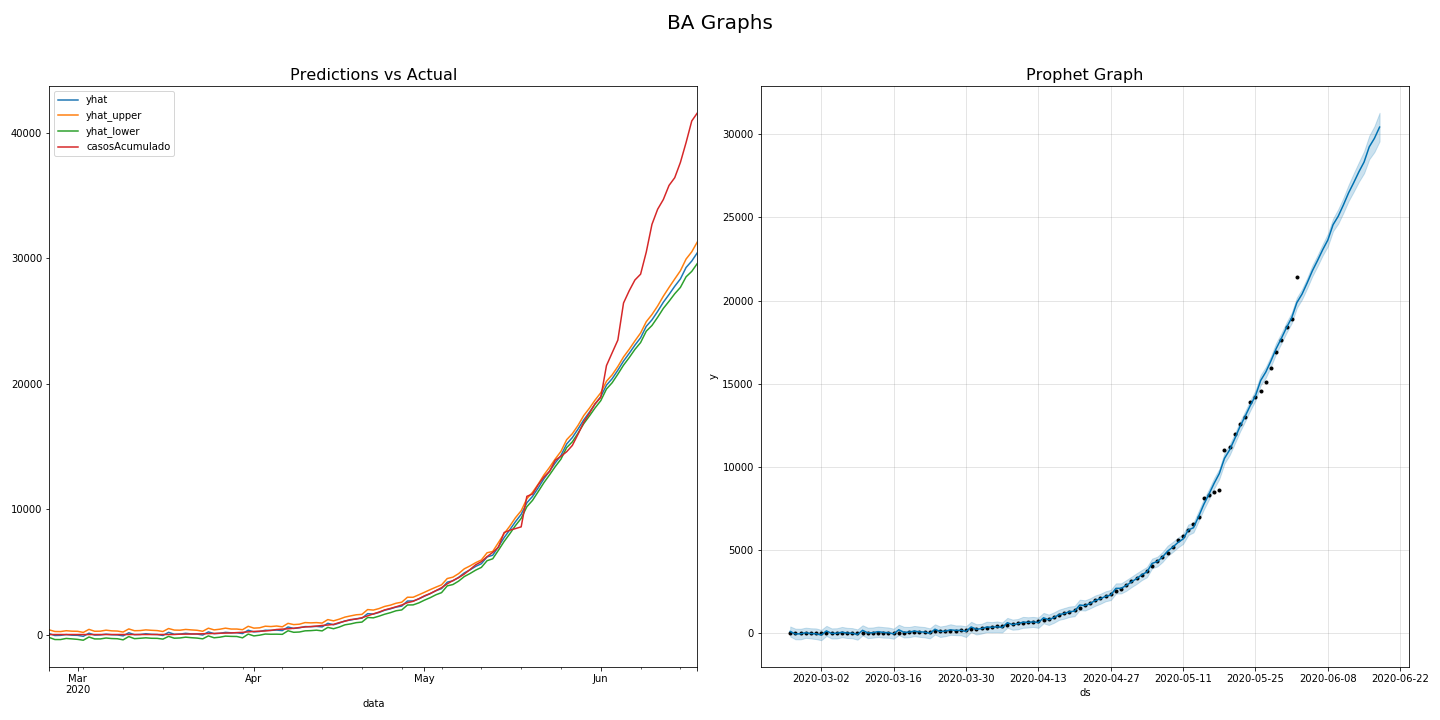 BA Graphs
Predictions vs Actual
yhat
yhat_upper
yhat_lower
casosAcumulado
40000
30000
20000
10000
0
Mar
2020
Apr
May
Jun
data
Prophet Graph
30000
25000
20000
15000
10000
5000
0
y
2020-03-02
2020-03-16
2020-03-30
2020-04-13
2020-04-27
2020-05-11
2020-05-25
2020-06-08
2020-06-22
ds